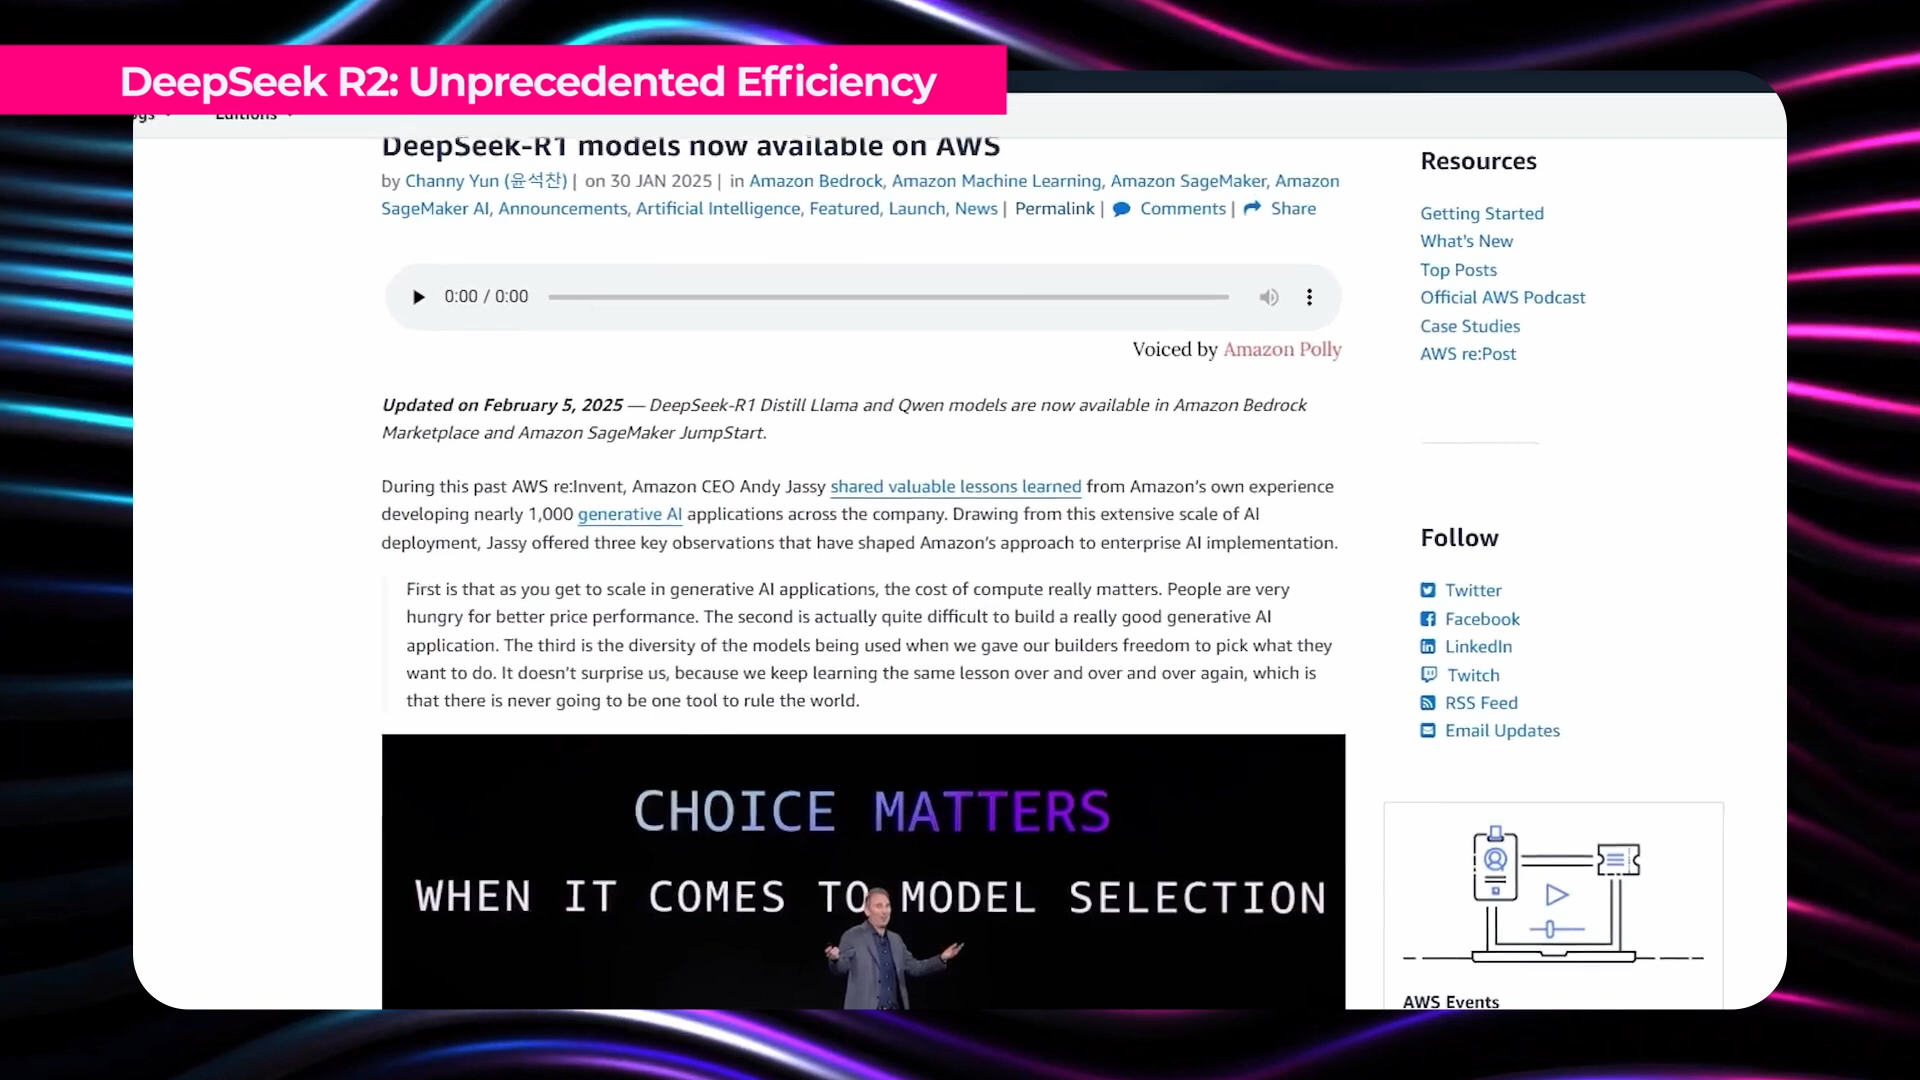 DeepSeek R2: Unprecedented Efficiency
Editions
DeepSeek-R1 models now available on AWS
by Channy Yun (윤석찬) | on 30 JAN 2025 | in Amazon Bedrock, Amazon Machine Learning, Amazon SageMaker, Amazon
SageMaker AI, Announcements, Artificial Intelligence, Featured, Launch, News | Permalink | Comments | Share
0:00 / 0:00
Voiced by Amazon Polly
Updated on February 5, 2025 — DeepSeek-R1 Distill Llama and Qwen models are now available in Amazon Bedrock
Marketplace and Amazon SageMaker JumpStart.
During this past AWS re:Invent, Amazon CEO Andy Jassy shared valuable lessons learned from Amazon’s own experience
developing nearly 1,000 generative AI applications across the company. Drawing from this extensive scale of AI
deployment, Jassy offered three key observations that have shaped Amazon’s approach to enterprise AI implementation.
First is that as you get to scale in generative AI applications, the cost of compute really matters. People are very
hungry for better price performance. The second is actually quite difficult to build a really good generative AI
application. The third is the diversity of the models being used when we gave our builders freedom to pick what they
want to do. It doesn’t surprise us, because we keep learning the same lesson over and over and over again, which is
that there is never going to be one tool to rule the world.
CHOICE MATTERS
WHEN IT COMES TO MODEL SELECTION
Resources
Getting Started
What's New
Top Posts
Official AWS Podcast
Case Studies
AWS re:Post
Follow
Twitter
Facebook
LinkedIn
Twitch
RSS Feed
Email Updates
AWS Events